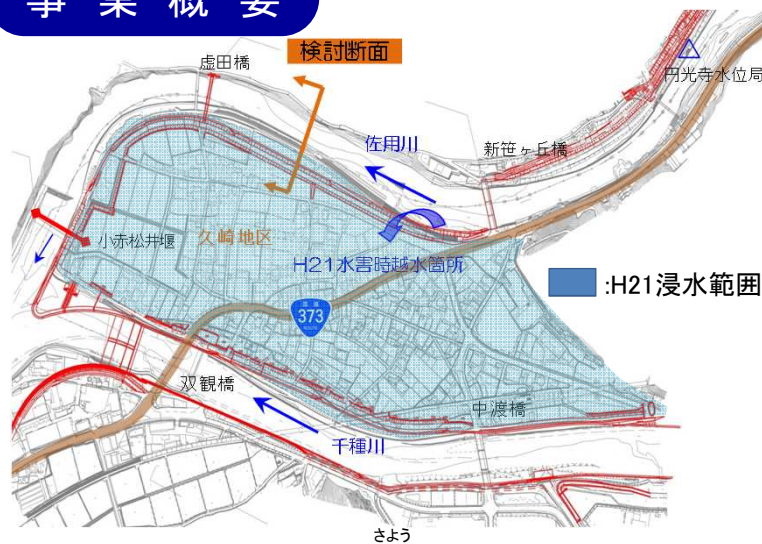 事業概要
検討断面
虚田橋
円光寺水位局
佐用川
新笹ヶ丘橋
小赤松井堰
久崎地区
H21水害時越水箇所
:H21浸水範囲
373
双観橋
中渡橋
10
千種川
さよう